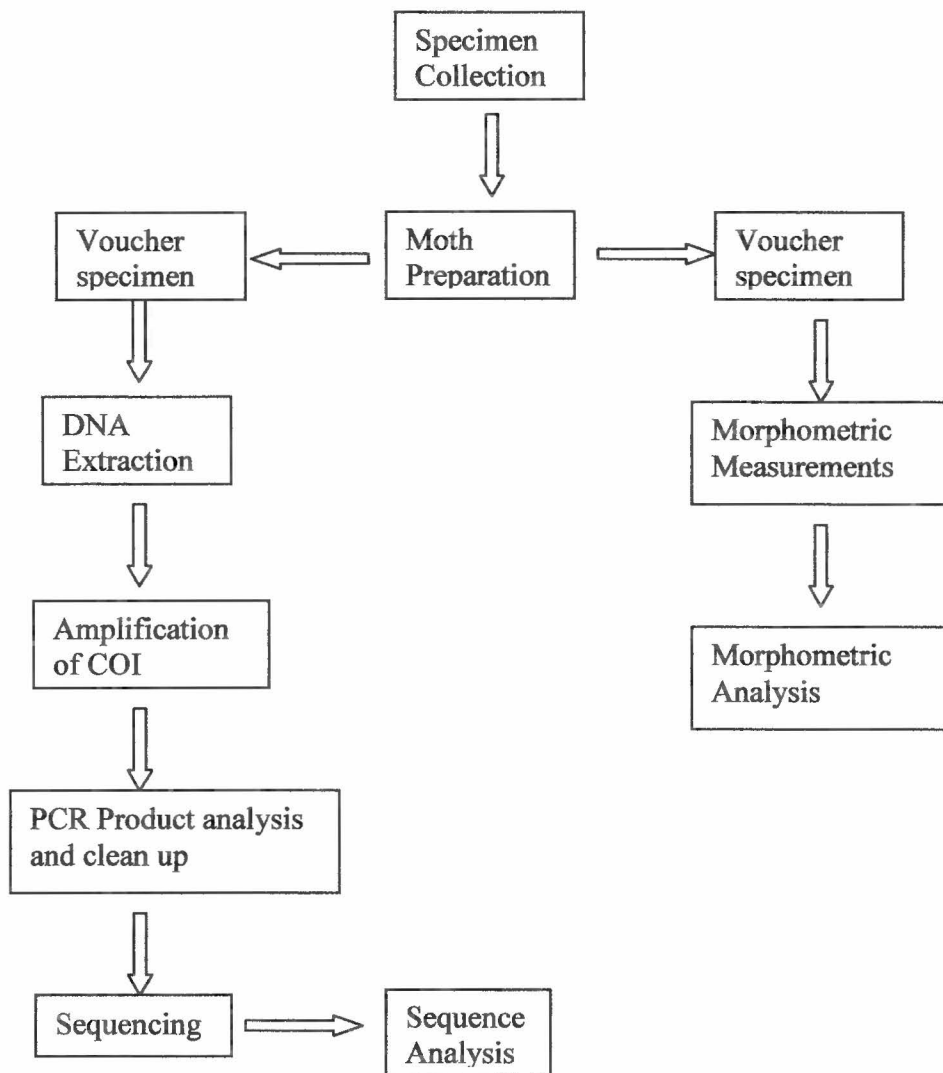 Specimen
Collection
Voucher
specimen
Moth
Preparation
Voucher
specimen
DNA
Extraction
Morphometric
Measurements
Amplification
of COI
Morphometric
Analysis
PCR Product analysis
and clean up
Sequencing
Sequence
Analysis